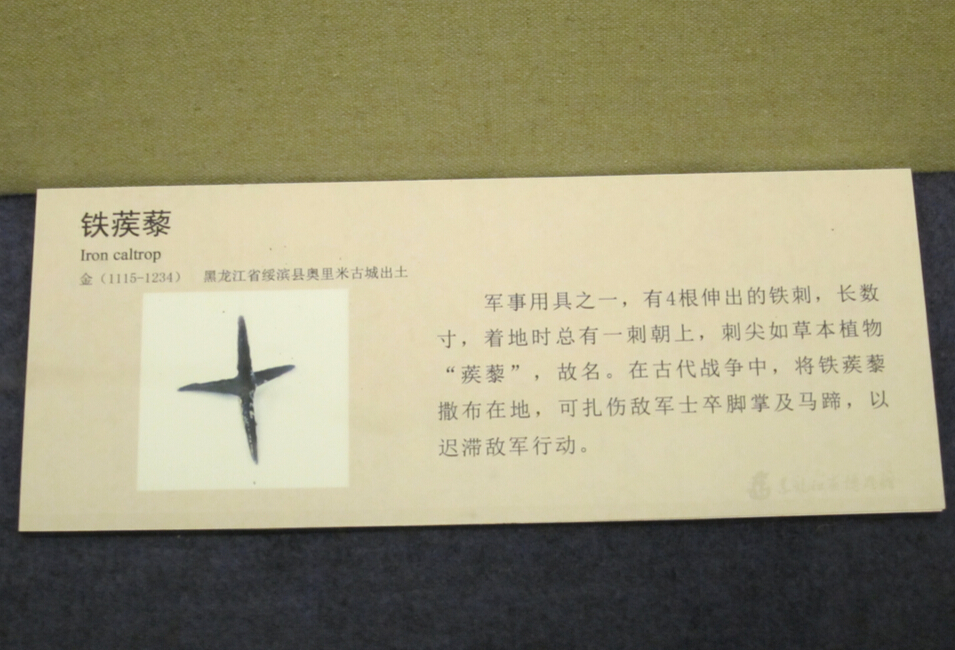 铁蒺藜
Iron caltrop
金（1115-1234） 黑龙江省绥滨县奥里米古城出土
军事用具之一，有4根伸出的铁刺，长数
寸，着地时总有一刺朝上，刺尖如草本植物
“蒺藜”，故名。在古代战争中，将铁蒺藜
撒布在地，可扎伤敌军士卒脚掌及马蹄，以
迟滞敌军行动。